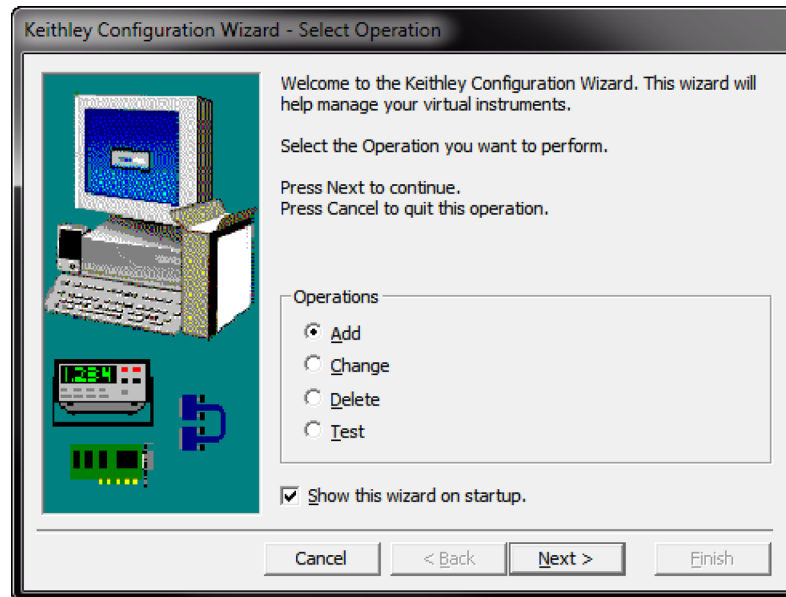 Keithley Configuration Wizard - Select Operation
Welcome to the Keithley Configuration Wizard. This wizard will
help manage your virtual instruments.
Select the Operation you want to perform.
Press Next to continue.
Press Cancel to quit this operation.
Operations
Add
Change
Delete
Test
Show this wizard on startup.
Cancel
< Back
Next >
Finish
1.284